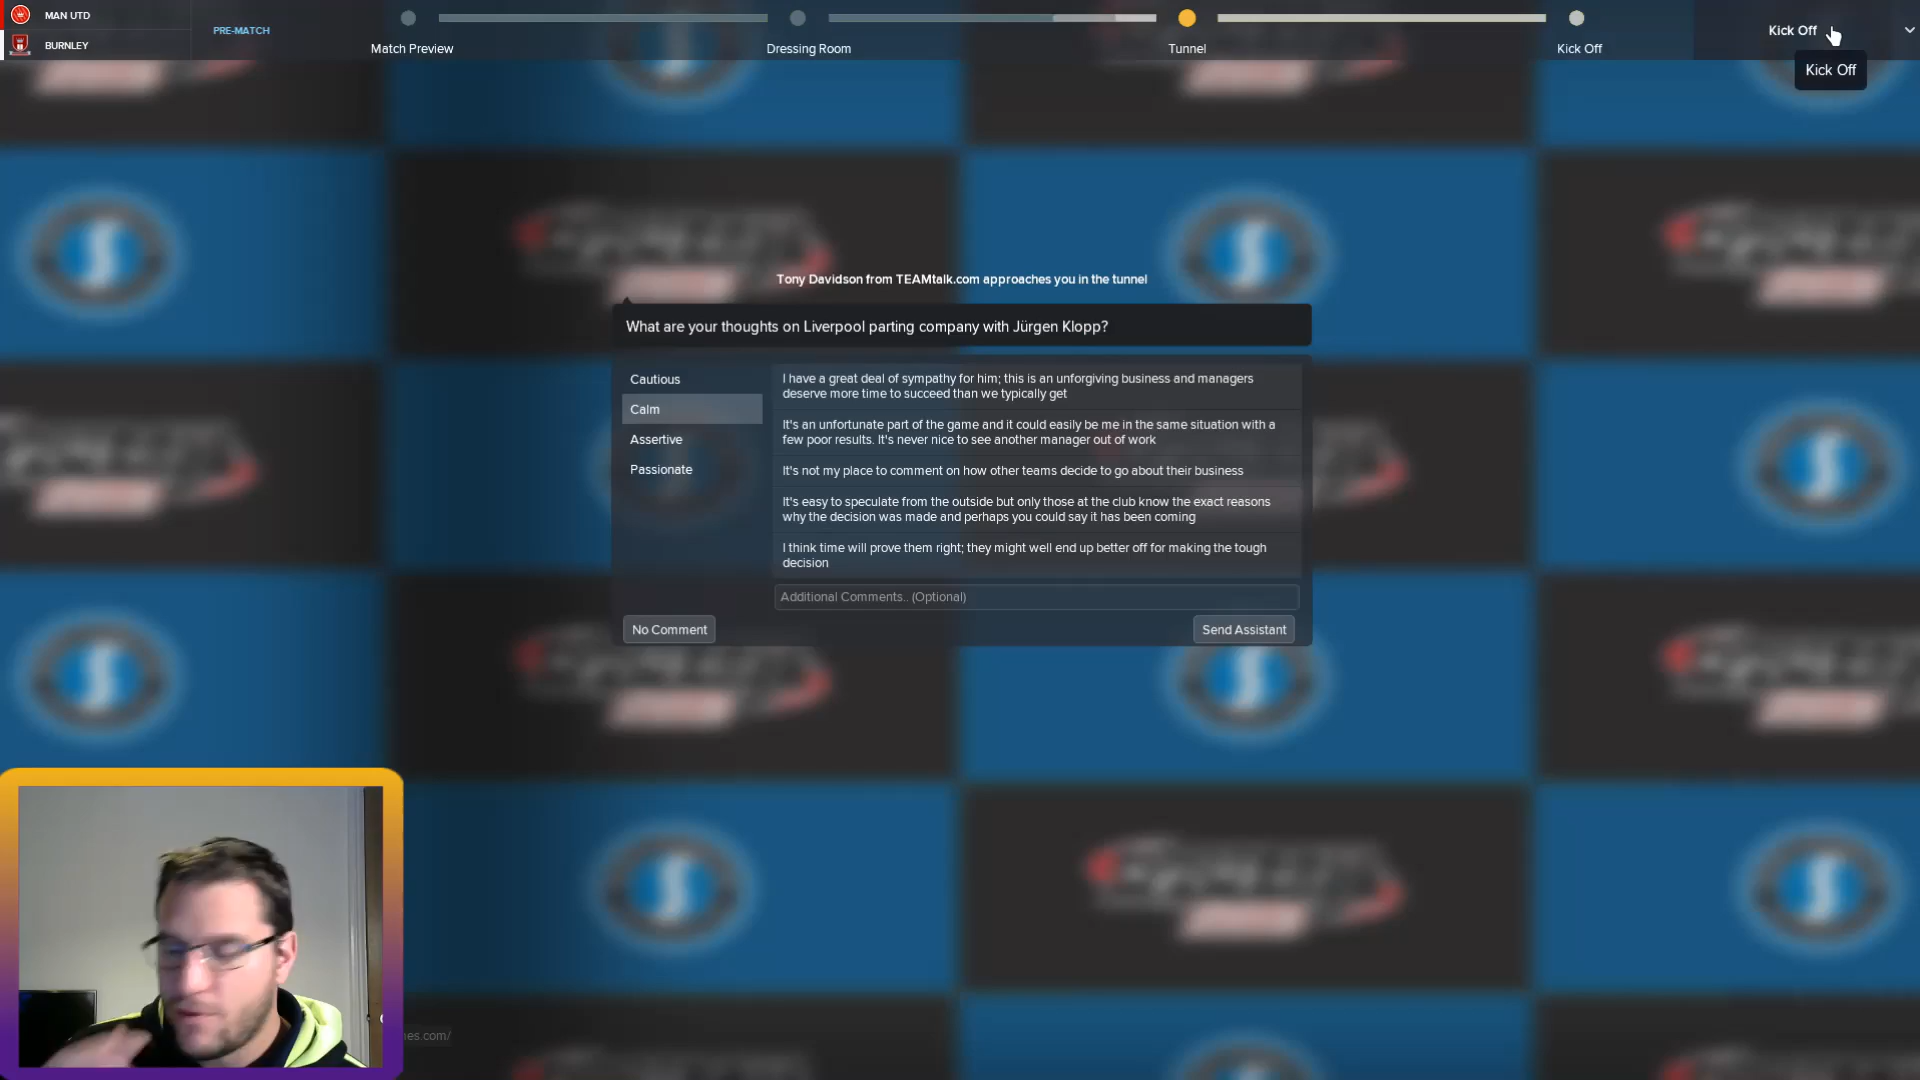 MAN UTD
BURNLEY
PRE-MATCH
Match Preview
Dressing Room
Tunnel
Kick Off
Kick Off
Kick Off
Tony Davidson from TEAMtalk.com approaches you in the tunnel
What are your thoughts on Liverpool parting company with Jürgen Klopp?
Cautious
Calm
Assertive
Passionate
I have a great deal of sympathy for him; this is an unforgiving business and managers
deserve more time to succeed than we typically get
It's an unfortunate part of the game and it could easily be me in the same situation with a
few poor results. It's never nice to see another manager out of work
It's not my place to comment on how other teams decide to go about their business
It's easy to speculate from the outside but only those at the club know the exact reasons
why the decision was made and perhaps you could say it has been coming
I think time will prove them right; they might well end up better off for making the tough
decision
Additional Comments.. (Optional)
No Comment
Send Assistant
es.com/